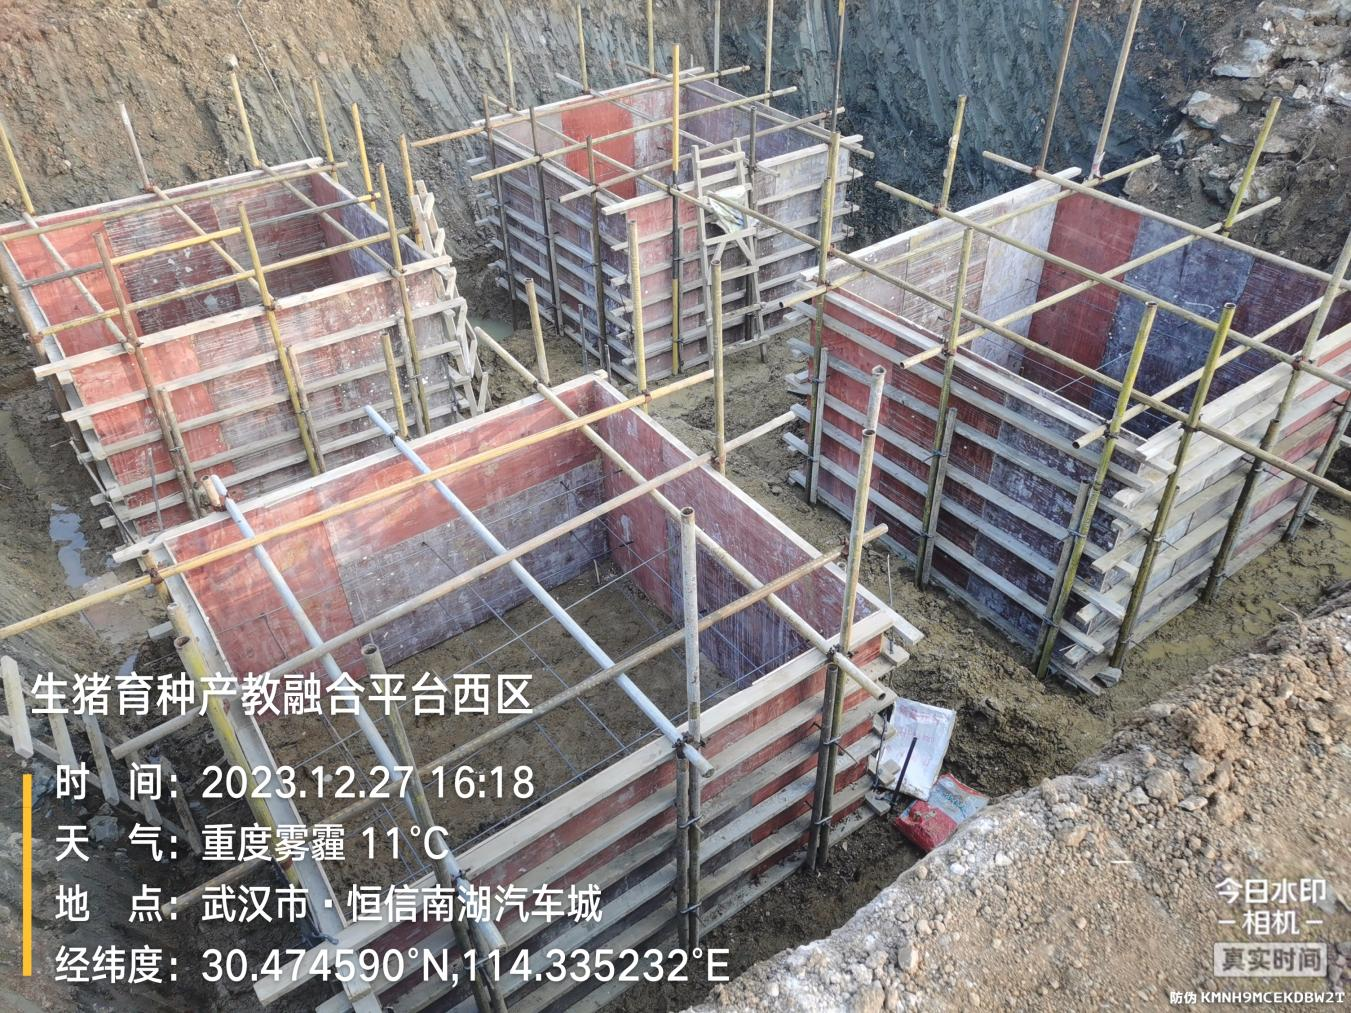 生猪育种产教融合平台西区
时 间：2023.12.27 16:18
天 气：重度雾霾 11℃
地 点：武汉市·恒信南湖汽车城
经纬度：30.474590°N,114.335232°E
今日水印
相机
真实时间
防伪 KMNH9MCEKDBW2T